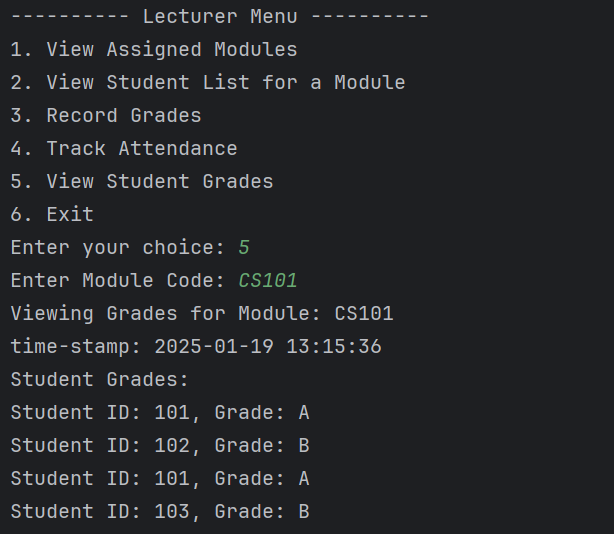 ---------- Lecturer Menu ----------
1. View Assigned Modules
2. View Student List for a Module
3. Record Grades
4. Track Attendance
5. View Student Grades
6. Exit
Enter your choice: 5
Enter Module Code: CS101
Viewing Grades for Module: CS101
time-stamp: 2025-01-19 13:15:36
Student Grades:
Student ID: 101, Grade: A
Student ID: 102, Grade: B
Student ID: 101, Grade: A
Student ID: 103, Grade: B